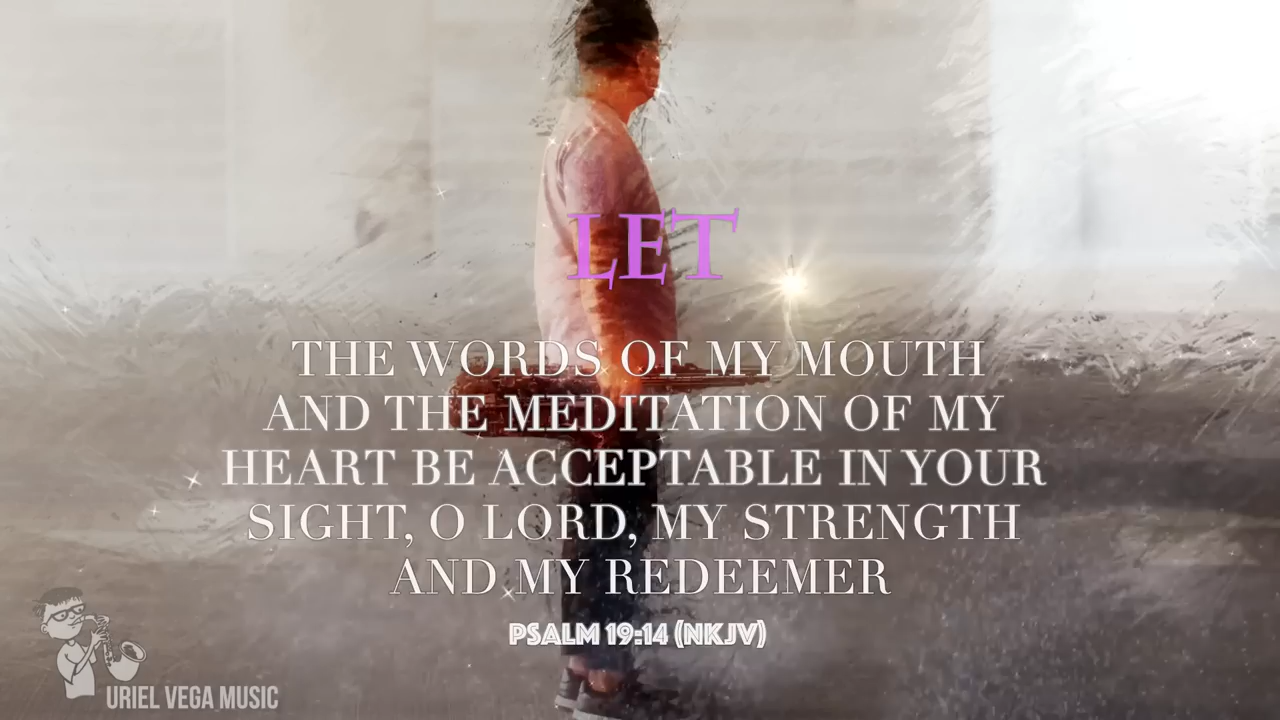 LET
THE WORDS OF MY MOUTH
AND THE MEDITATION OF MY
HEART BE ACCEPTABLE IN YOUR
SIGHT, O LORD, MY STRENGTH
AND MY REDEEMER
PSALM 19:14 (NKJV)
URIEL VEGA MUSIC